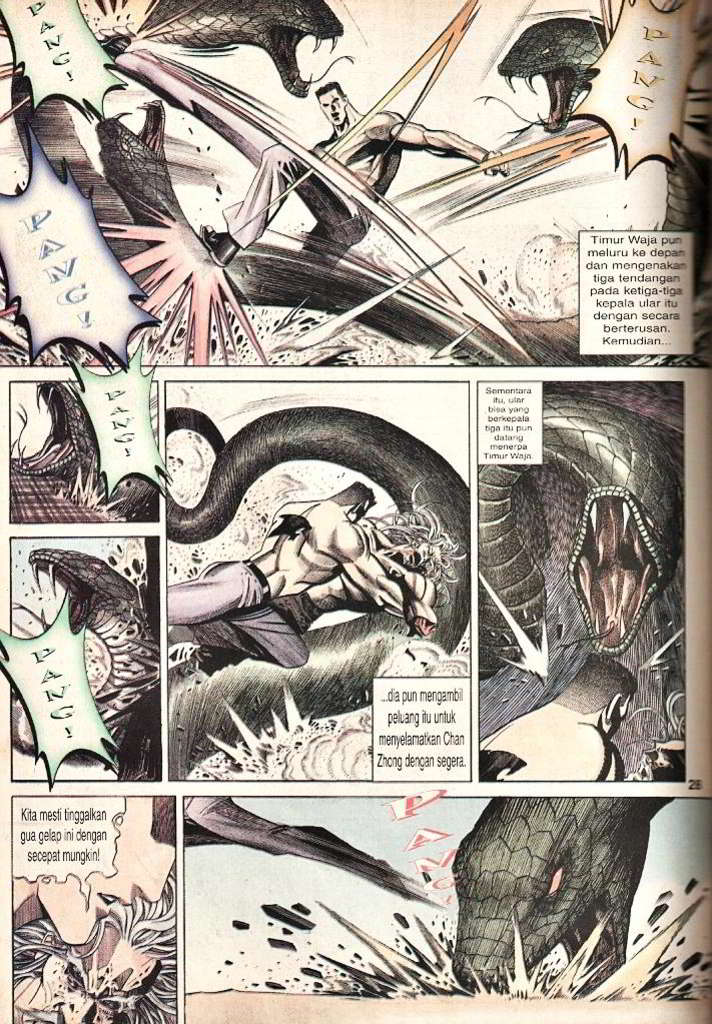 PANG!
PANG!
PANG!
Timur Waja pun
meluru ke depan
dan mengenakan
tiga tendangan
pada ketiga-tiga
kepala ular itu
dengan secara
berterusan.
Kemudian...
PANG!
PANG!
...dia pun mengambil
peluang itu untuk
menyelamatkan Chan
Zhong dengan segera.
Sementara
itu, ular
bisa yang
berkepala
tiga itu pun
datang
menerpa
Timur Waja.
28
Kita mesti tinggalkan
gua gelap ini dengan
secepat mungkin!
PANG